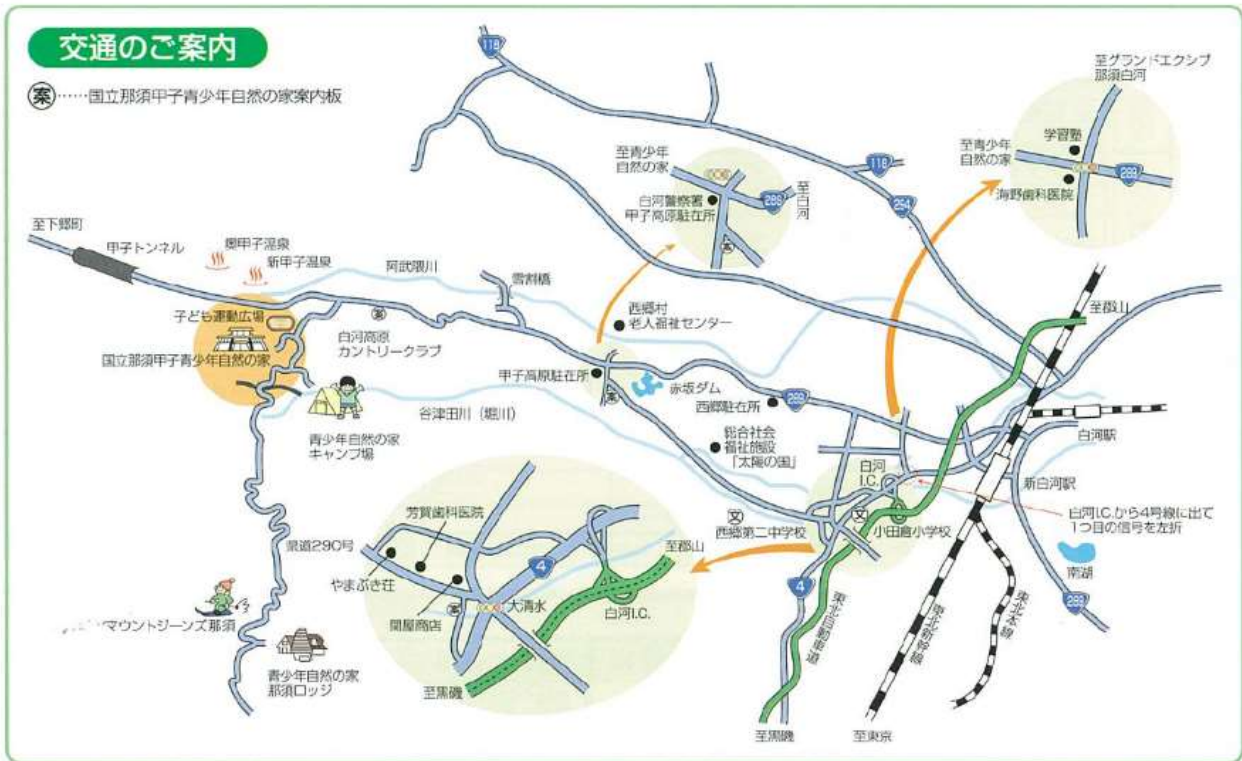 交通のご案内
案……国立那須甲子青少年自然の家案内板
118
至グランドエクシブ
那須白河
学習塾
至青少年
自然の家
289
海野歯科医院
至青少年
自然の家
118
294
白河警察署
甲子高原駐在所
289
至白河
案
至下郷町
甲子トンネル
奥甲子温泉
新甲子温泉
阿武隈川
雪割橋
子ども運動広場
国立那須甲子青少年自然の家
案
白河高原
カントリークラブ
西郷村
老人福祉センター
至郡山
甲子高原駐在所
案
赤坂ダム
西郷駐在所
289
谷津田川（堀川）
青少年自然の家
キャンプ場
総合社会
福祉施設
「太陽の国」
白河
I.C.
白河駅
新白河駅
文
西郷第二中学校
文
小田倉小学校
白河I.C.から4号線に出て
1つ目の信号を左折
南湖
289
芳賀歯科医院
県道290号
やまぶき荘
関屋商店
案
大清水
4
至郡山
白河I.C.
至黒磯
4
東北自動車道
東北新幹線
東北本線
マウントジーンズ那須
青少年自然の家
那須ロッジ
至黒磯
至東京